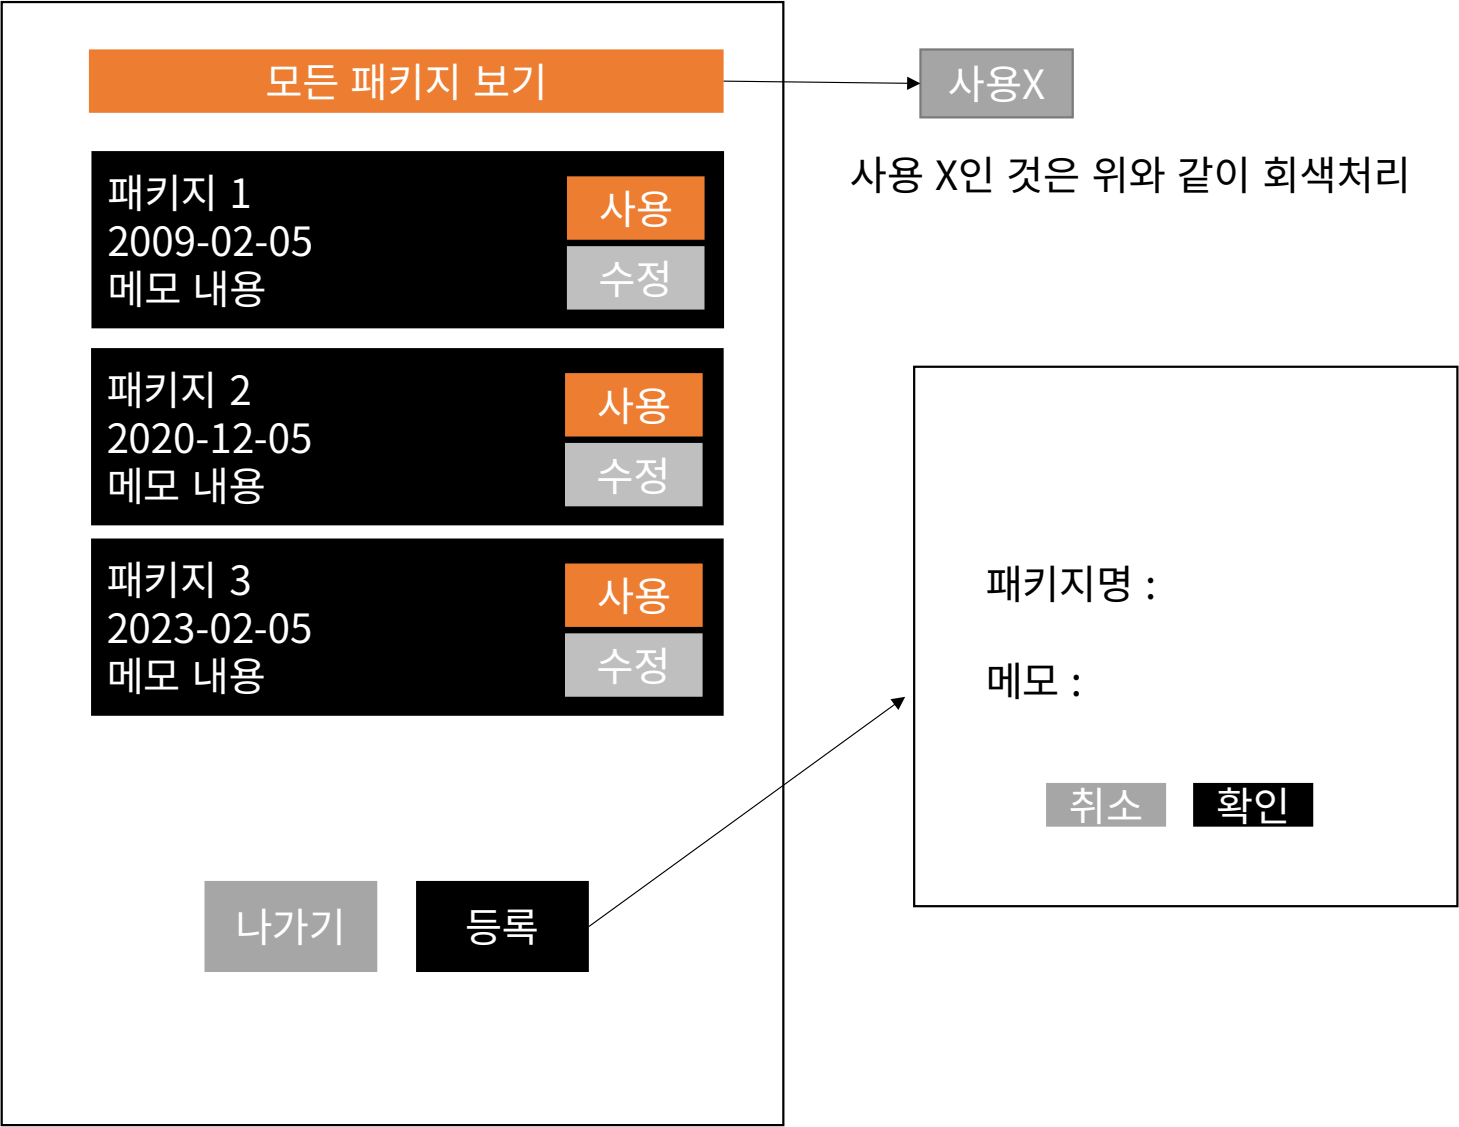 모든 패키지 보기
패키지 1
2009-02-05
메모 내용
사용
수정
패키지 2
2020-12-05
메모 내용
사용
수정
패키지 3
2023-02-05
메모 내용
사용
수정
나가기
등록
사용X
사용 X인 것은 위와 같이 회색처리
패키지명 :
메모 :
취소
확인